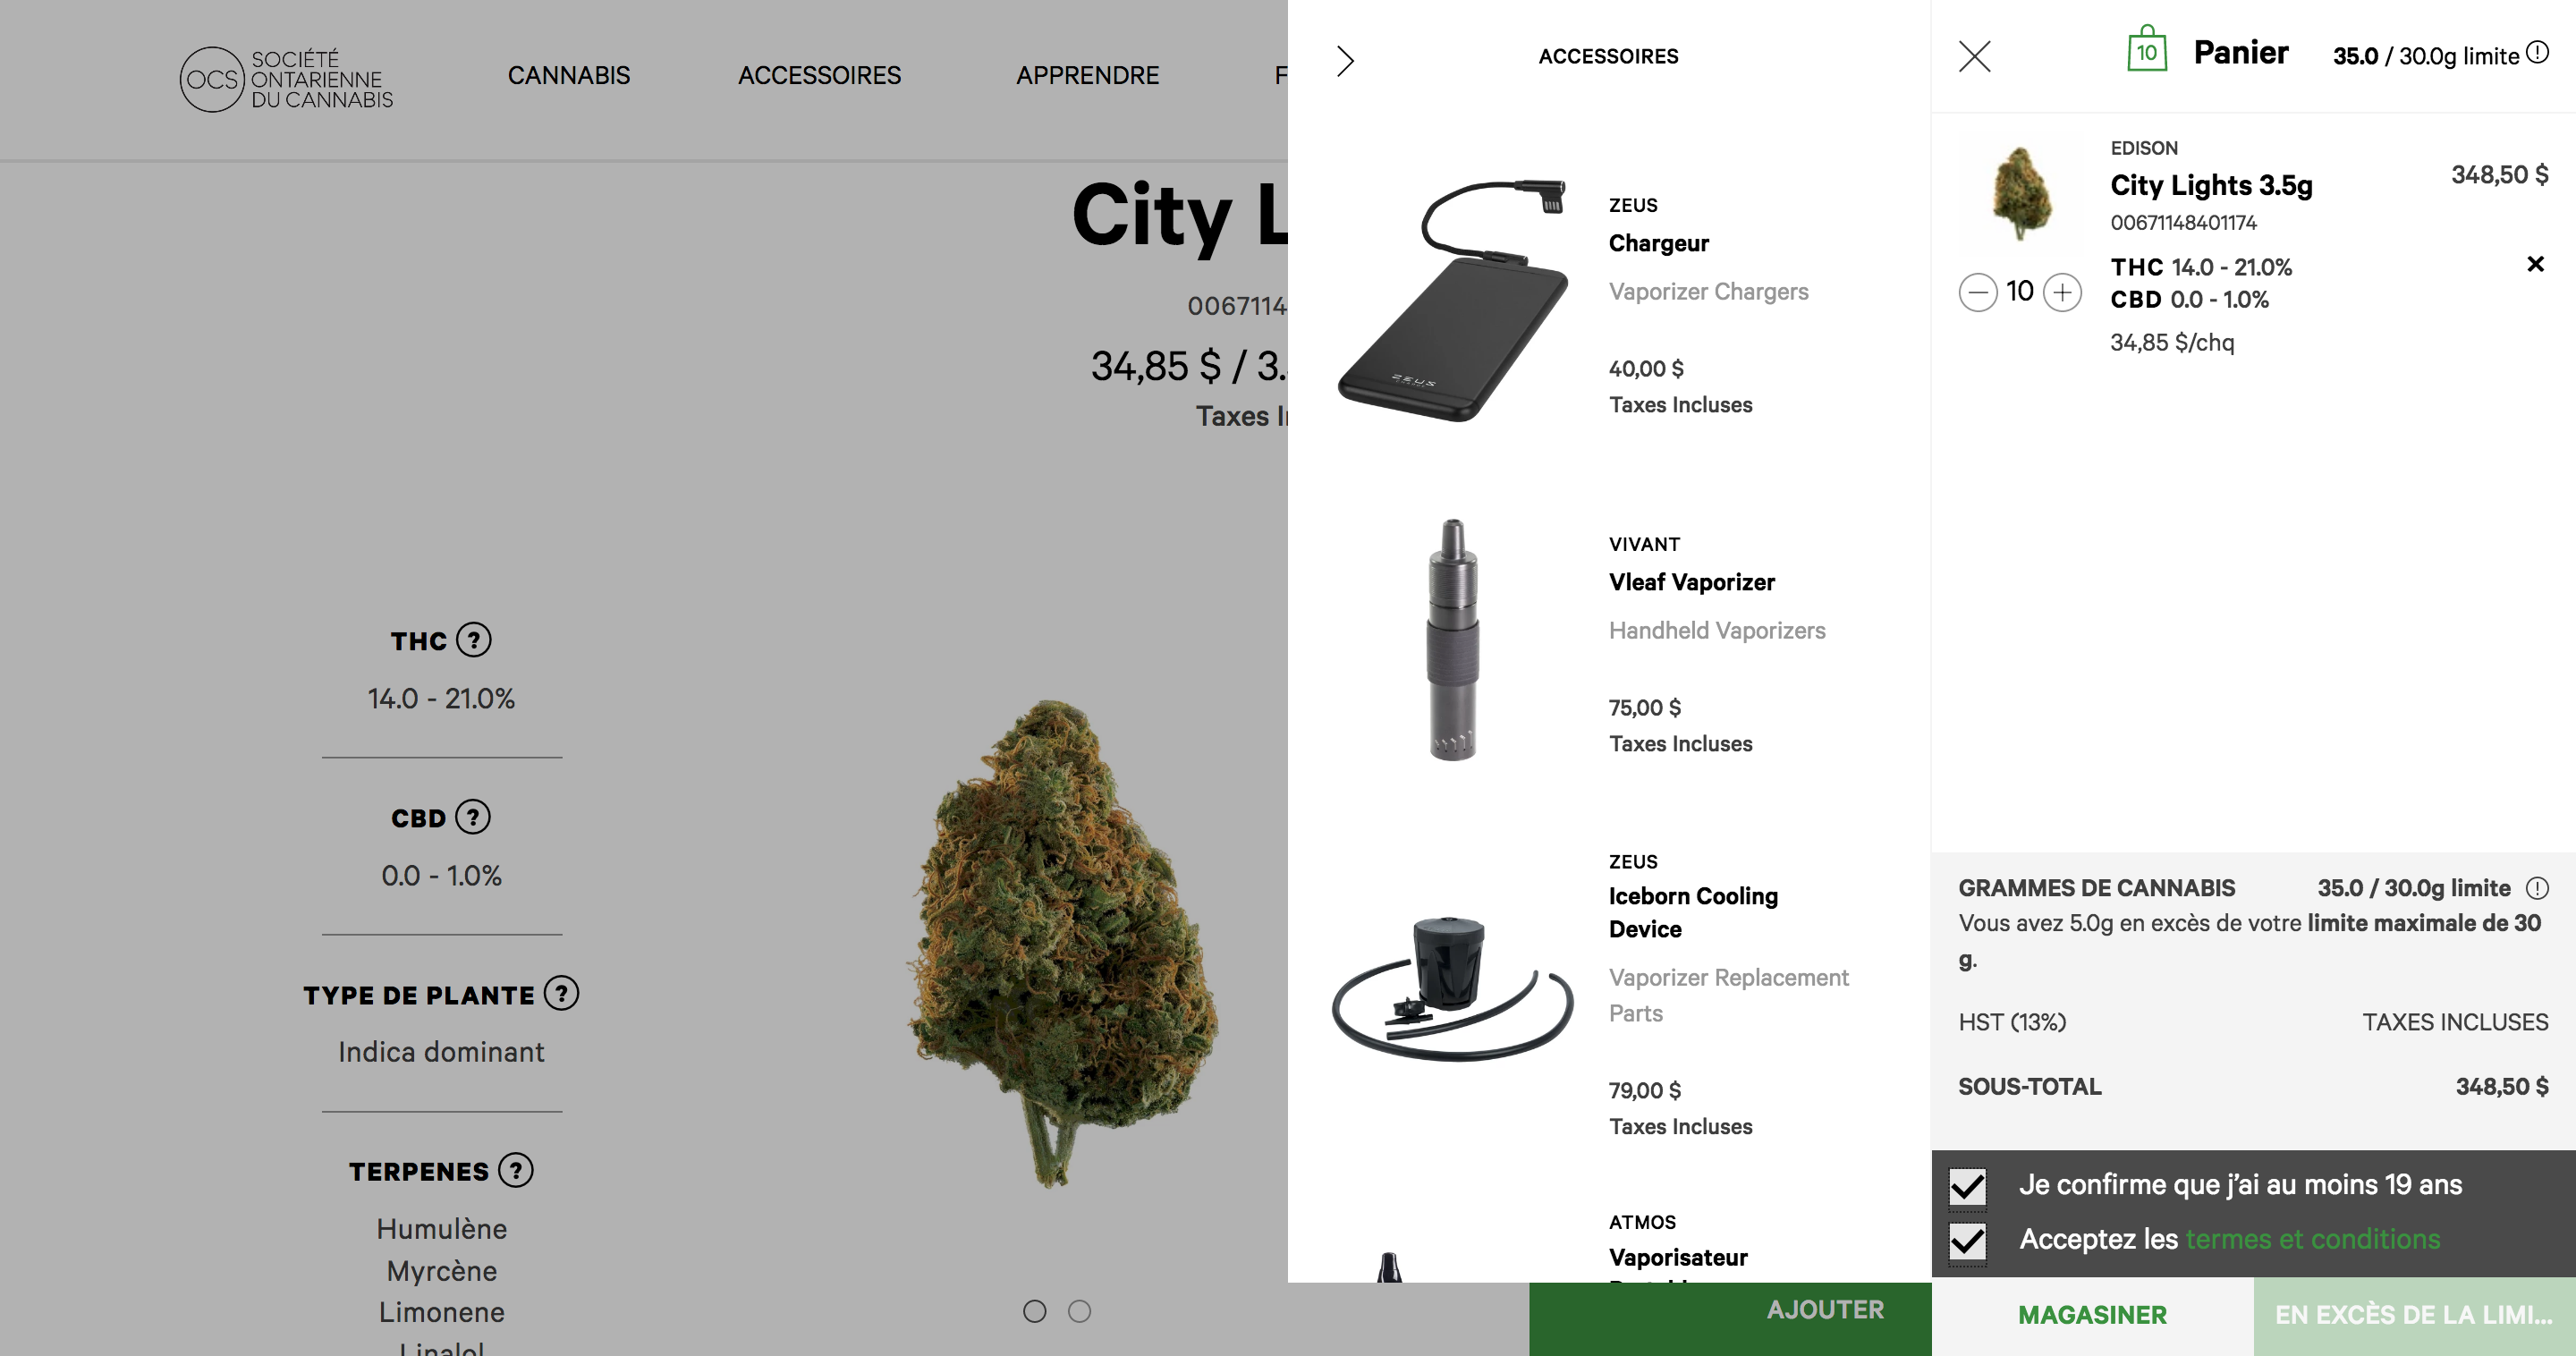 OCS
SOCIÉTÉ
ONTARIENNE
DU CANNABIS
CANNABIS
ACCESSOIRES
APPRENDRE
F
City L
0067114
34,85 $ / 3.
Taxes I
THC ?
14.0 - 21.0%
CBD ?
0.0 - 1.0%
TYPE DE PLANTE ?
Indica dominant
TERPENES ?
Humulène
Myrcène
Limonene
Linalol
ACCESSOIRES
ZEUS
ZEUS
Chargeur
Vaporizer Chargers
40,00 $
Taxes Incluses
VIVANT
Vleaf Vaporizer
Handheld Vaporizers
75,00 $
Taxes Incluses
ZEUS
Iceborn Cooling
Device
Vaporizer Replacement
Parts
79,00 $
Taxes Incluses
ATMOS
Vaporisateur
AJOUTER
10 Panier 35.0 / 30.0g limite
EDISON
City Lights 3.5g
348,50 $
00671148401174
THC 14.0 - 21.0%
CBD 0.0 - 1.0%
10
34,85 $/chq
GRAMMES DE CANNABIS 35.0 / 30.0g limite
Vous avez 5.0g en excès de votre limite maximale de 30
g.
HST (13%) TAXES INCLUSES
SOUS-TOTAL 348,50 $
Je confirme que j’ai au moins 19 ans
Acceptez les termes et conditions
MAGASINER
EN EXCÈS DE LA LIMI...